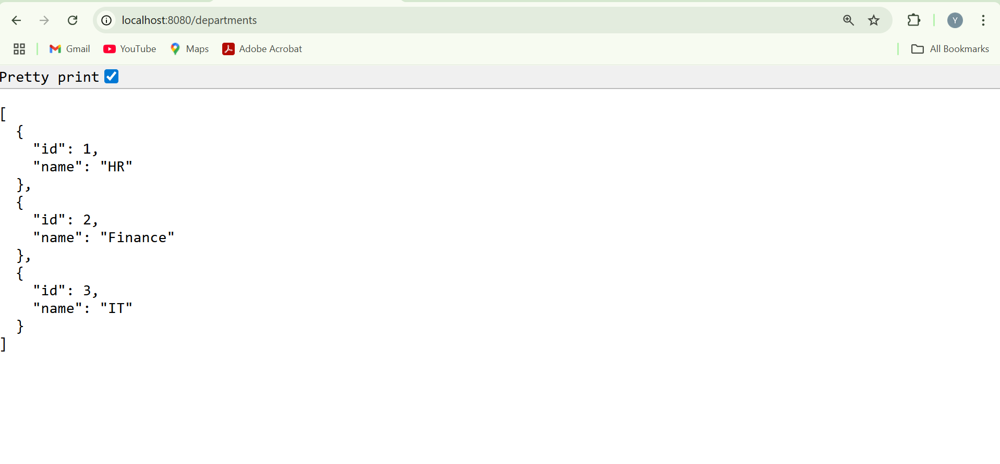 localhost:8080/departments
Y
Gmail
YouTube
Maps
Adobe Acrobat
All Bookmarks
Pretty print
[
  {
    "id": 1,
    "name": "HR"
  },
  {
    "id": 2,
    "name": "Finance"
  },
  {
    "id": 3,
    "name": "IT"
  }
]